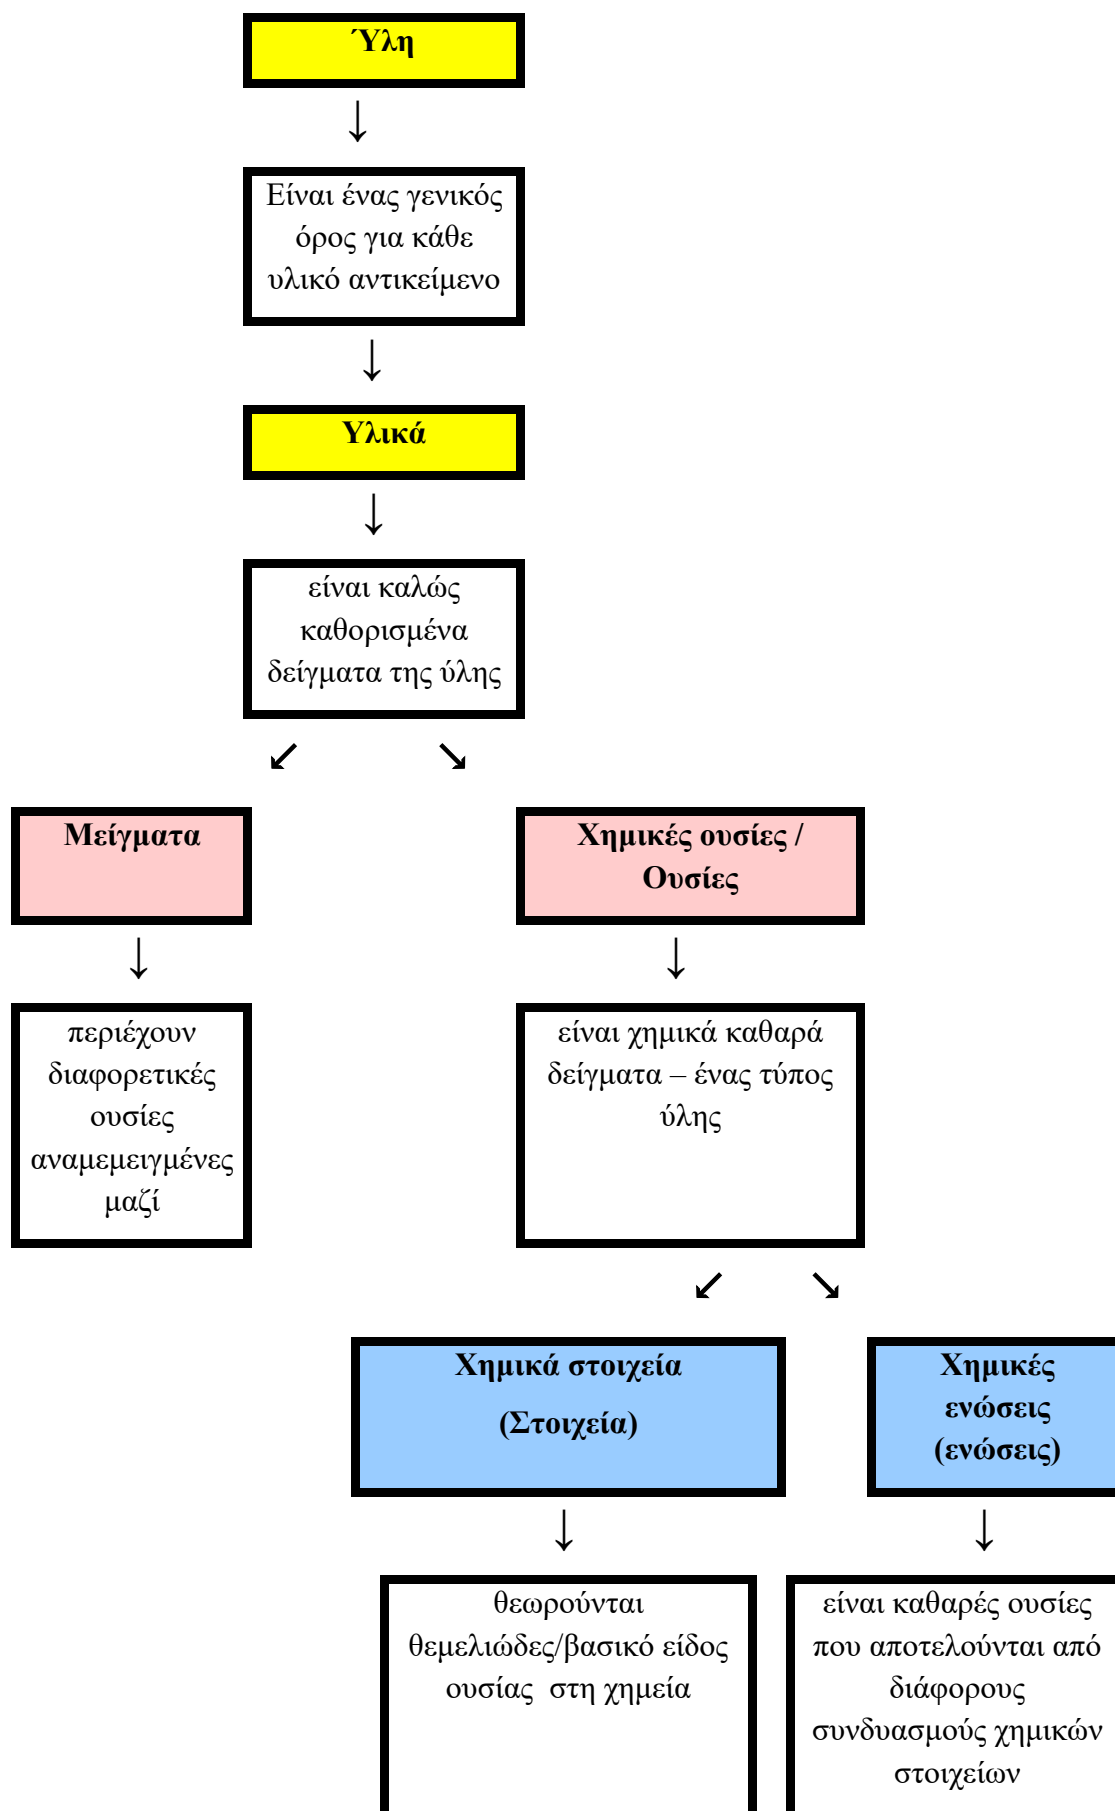 Ύλη
↓
Είναι ένας γενικός
όρος για κάθε
υλικό αντικείμενο
↓
Υλικά
↓
είναι καλώς
καθορισμένα
δείγματα της ύλης
↙ ↘
Μείγματα
Χημικές ουσίες /
Ουσίες
↓ ↓
περιέχουν
διαφορετικές
ουσίες
αναμεμειγμένες
μαζί
είναι χημικά καθαρά
δείγματα – ένας τύπος
ύλης
↙ ↘
Χημικά στοιχεία
(Στοιχεία)
Χημικές
ενώσεις
(ενώσεις)
↓ ↓
θεωρούνται
θεμελιώδες/βασικό είδος
ουσίας στη χημεία
είναι καθαρές ουσίες
που αποτελούνται από
διάφορους
συνδυασμούς χημικών
στοιχείων